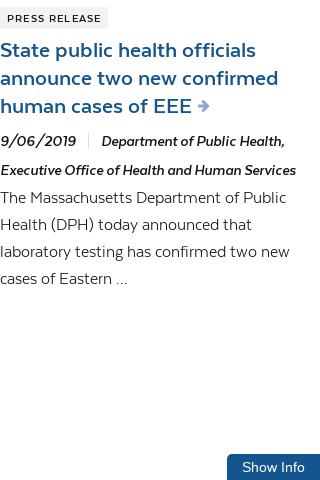 PRESS RELEASE
State public health officials
announce two new confirmed
human cases of EEE
9/06/2019 Department of Public Health,
Executive Office of Health and Human Services
The Massachusetts Department of Public
Health (DPH) today announced that
laboratory testing has confirmed two new
cases of Eastern ...
Show Info